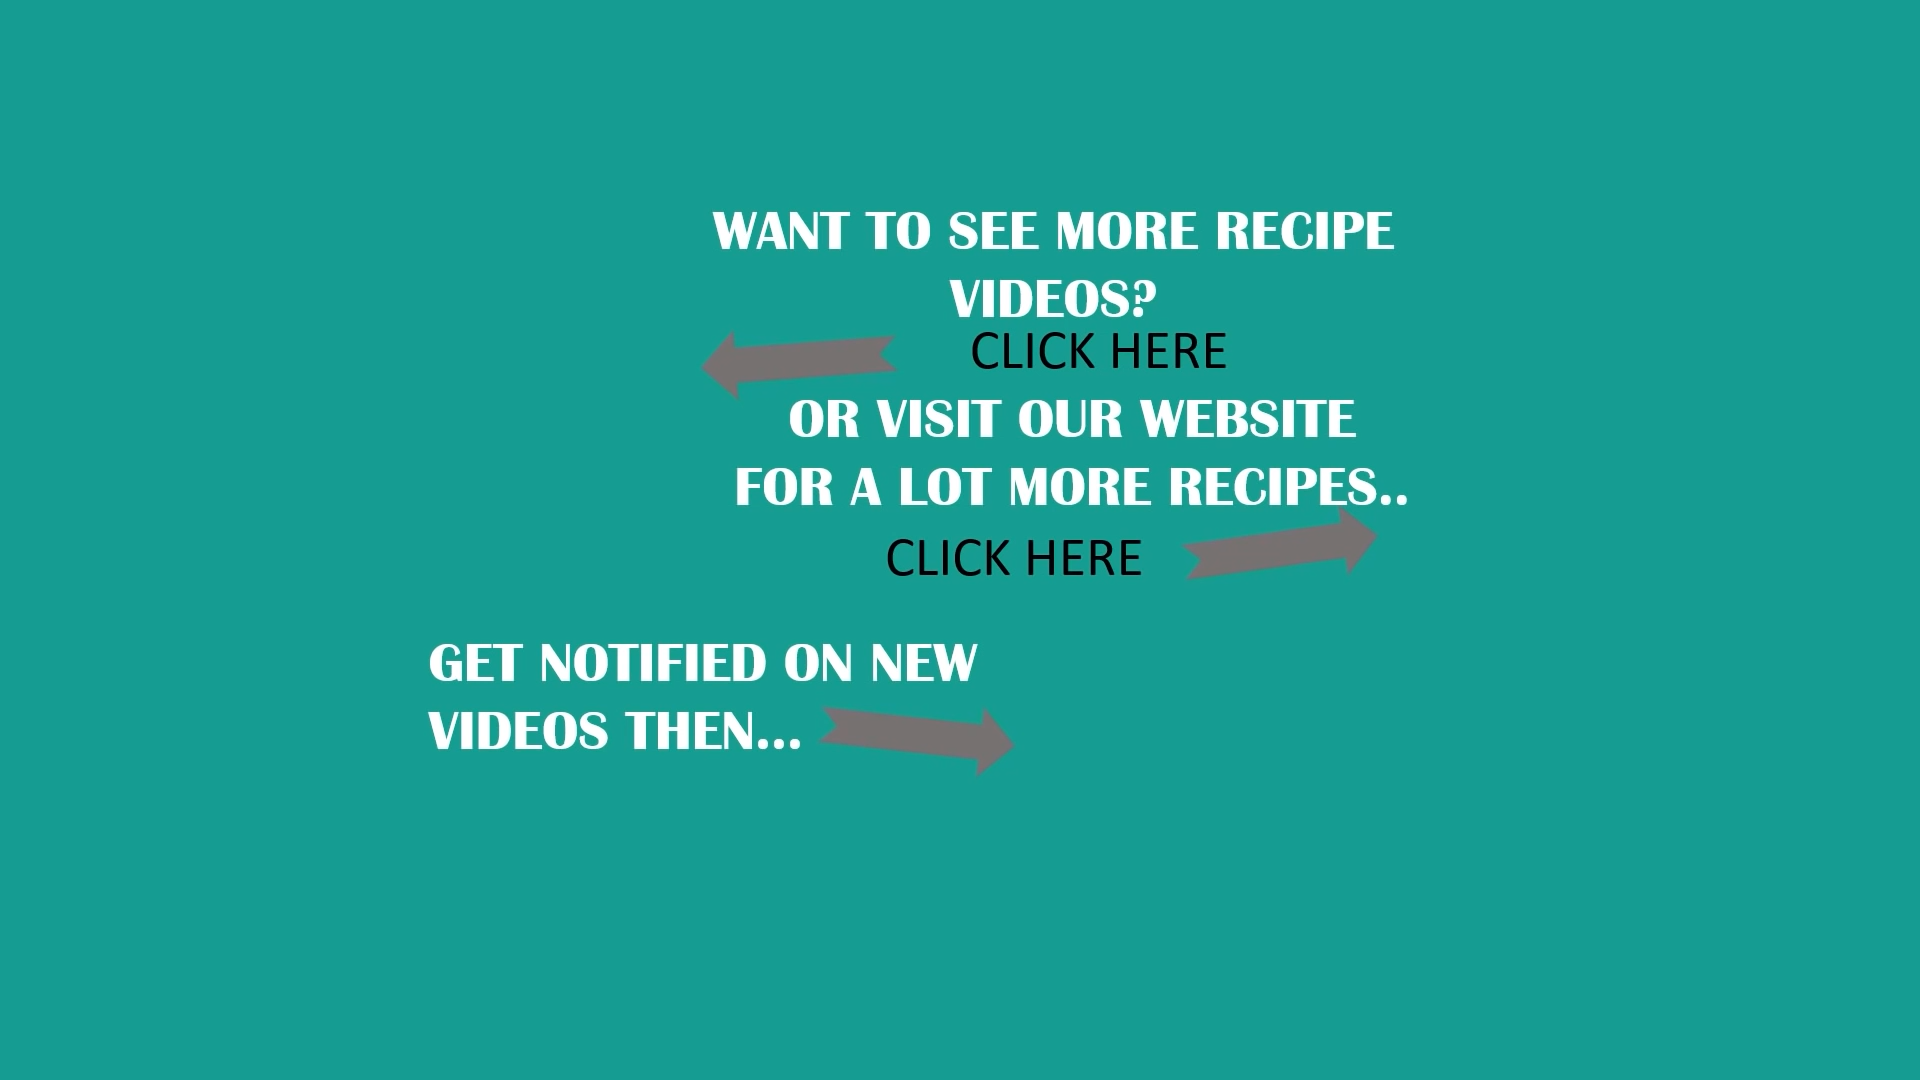 WANT TO SEE MORE RECIPE
VIDEOS?
CLICK HERE
OR VISIT OUR WEBSITE
FOR A LOT MORE RECIPES..
CLICK HERE
GET NOTIFIED ON NEW
VIDEOS THEN...